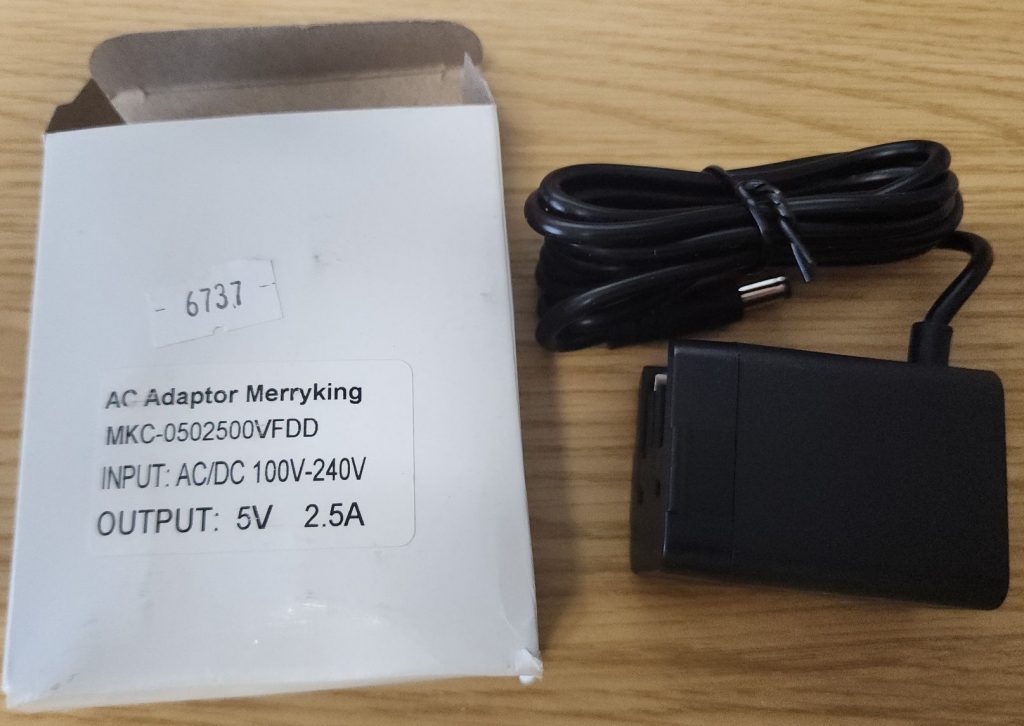 - 6737 -
AC Adaptor Merryking
MKC-0502500VFDD
INPUT: AC/DC 100V-240V
OUTPUT: 5V 2.5A